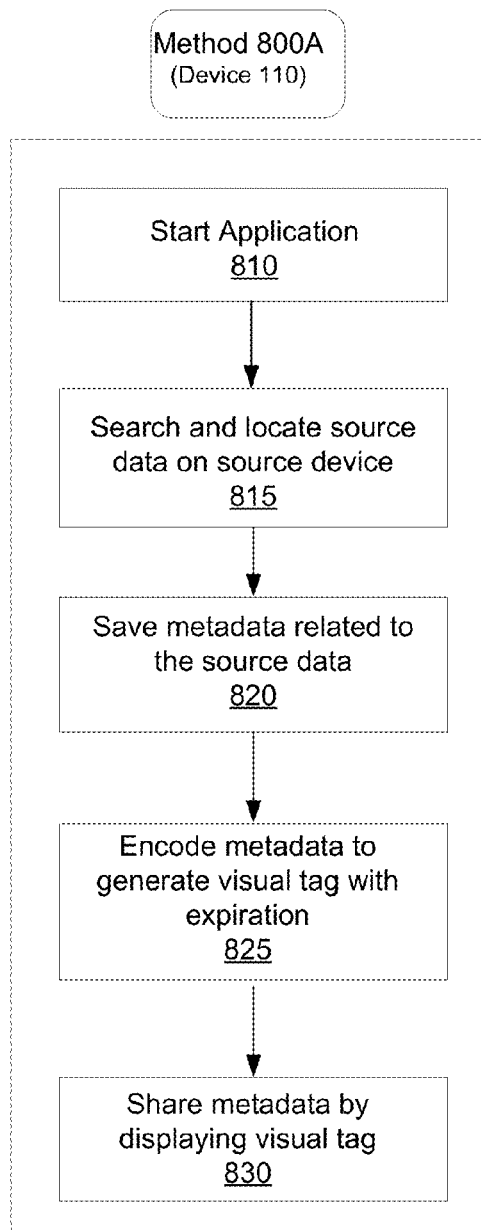 Method 800A
(Device 110)
Start Application
810
Search and locate source
data on source device
815
Save metadata related to
the source data
820
Encode metadata to
generate visual tag with
expiration
825
Share metadata by
displaying visual tag
830